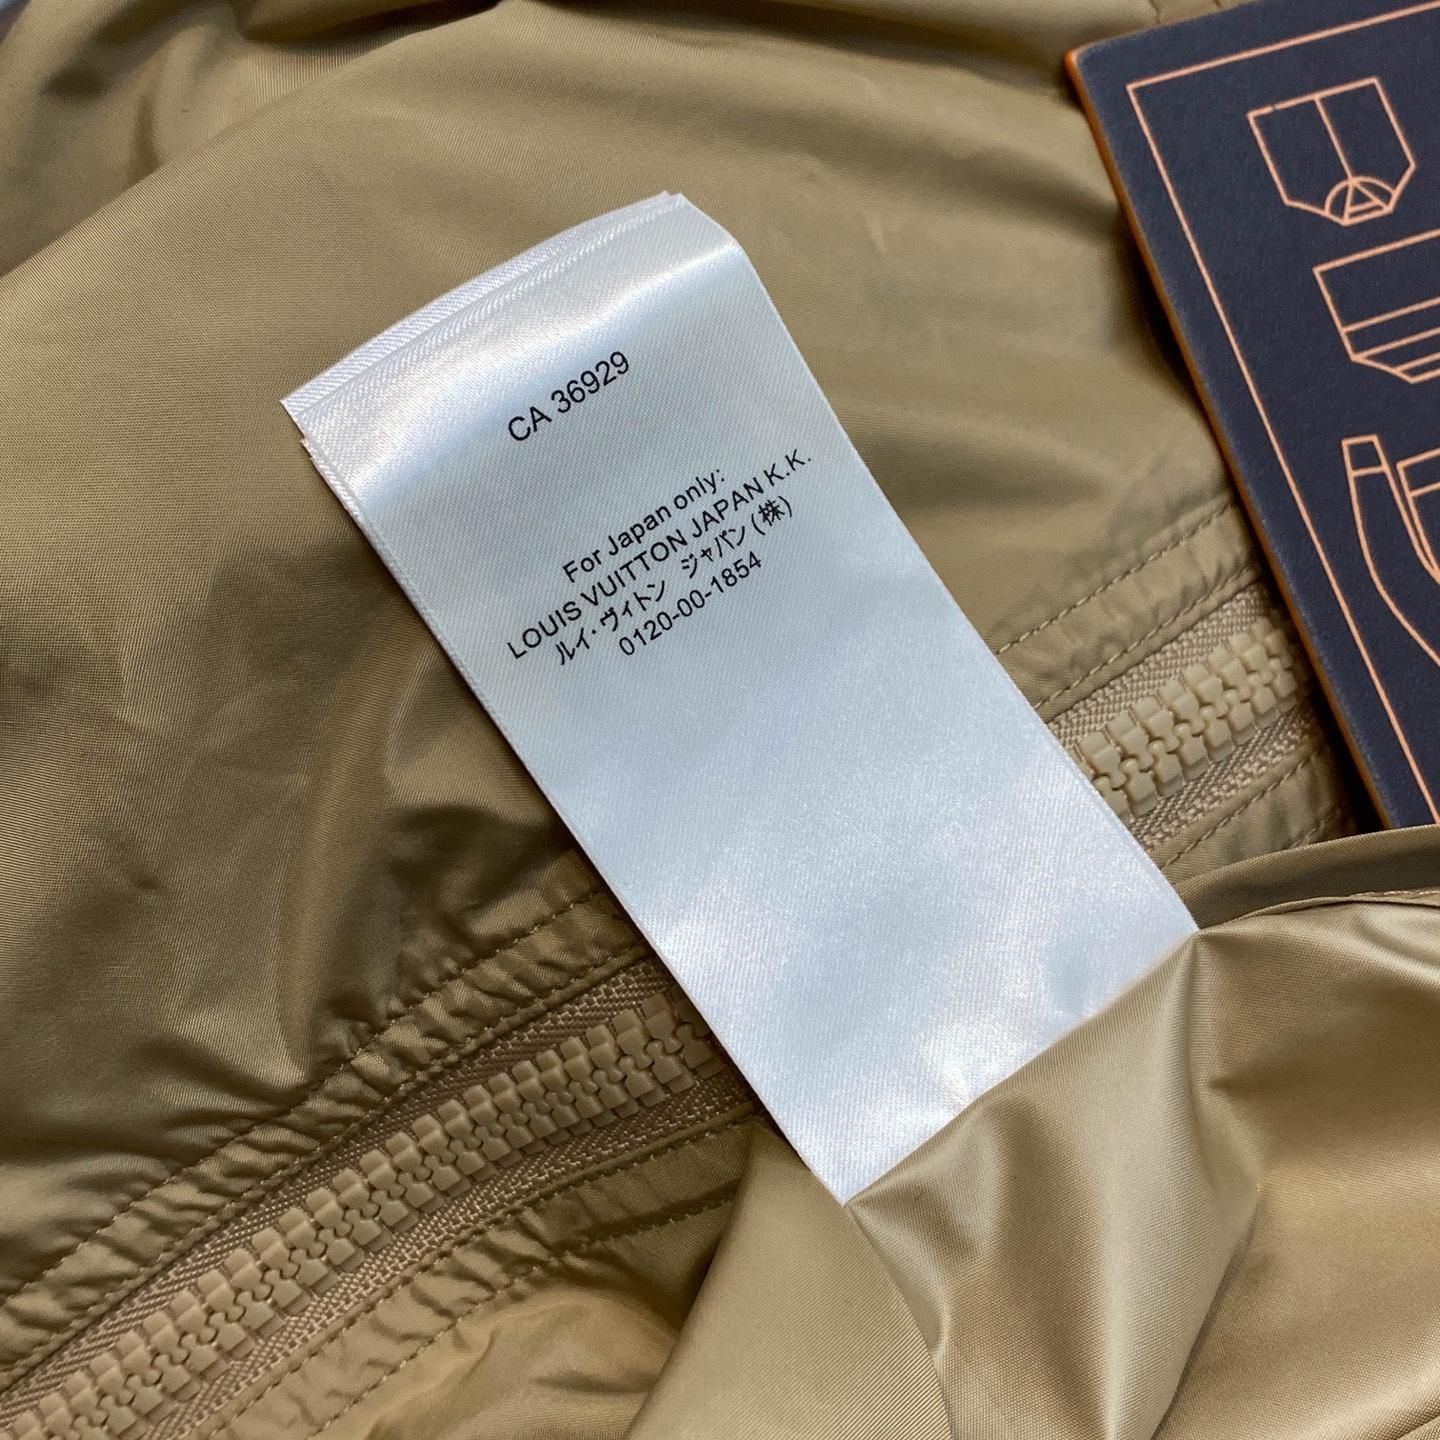 CA 36929
For Japan only:
LOUIS VUITTON JAPAN K.K.
ルイ・ヴィトン ジャパン(株)
0120-00-1854